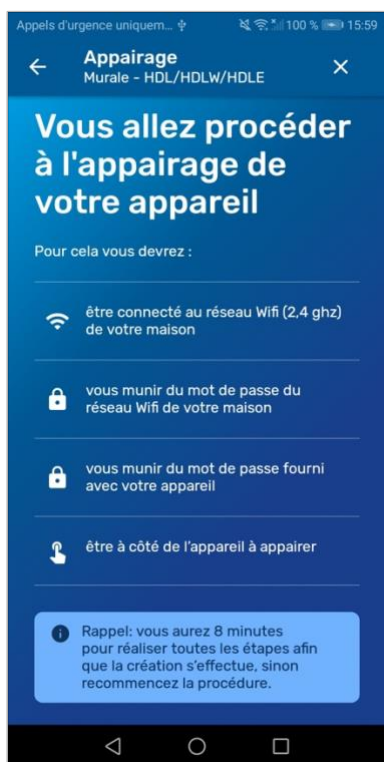 Appels d'urgence uniquem... 100 % 15:59
Appairage
Murale - HDL/HDLW/HDLE
Vous allez procéder
à l'appairage de
votre appareil
Pour cela vous devrez :
être connecté au réseau Wifi (2,4 ghz)
de votre maison
vous munir du mot de passe du
réseau Wifi de votre maison
vous munir du mot de passe fourni
avec votre appareil
être à côté de l'appareil à appairer
Rappel: vous aurez 8 minutes
pour réaliser toutes les étapes afin
que la création s'effectue, sinon
recommencez la procédure.